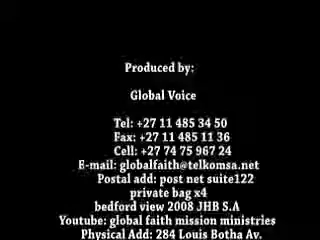 Produced by:
Global Voice
Tel: +27 11 485 34 50
Fax: +27 11 485 11 36
Cell: +27 74 75 967 24
E-mail: globalfaith@telkomsa.net
Postal add: post net suite122
private bag x4
bedford view 2008 JHB S.A
Youtube: global faith mission ministries
Physical Add: 284 Louis Botha Av.